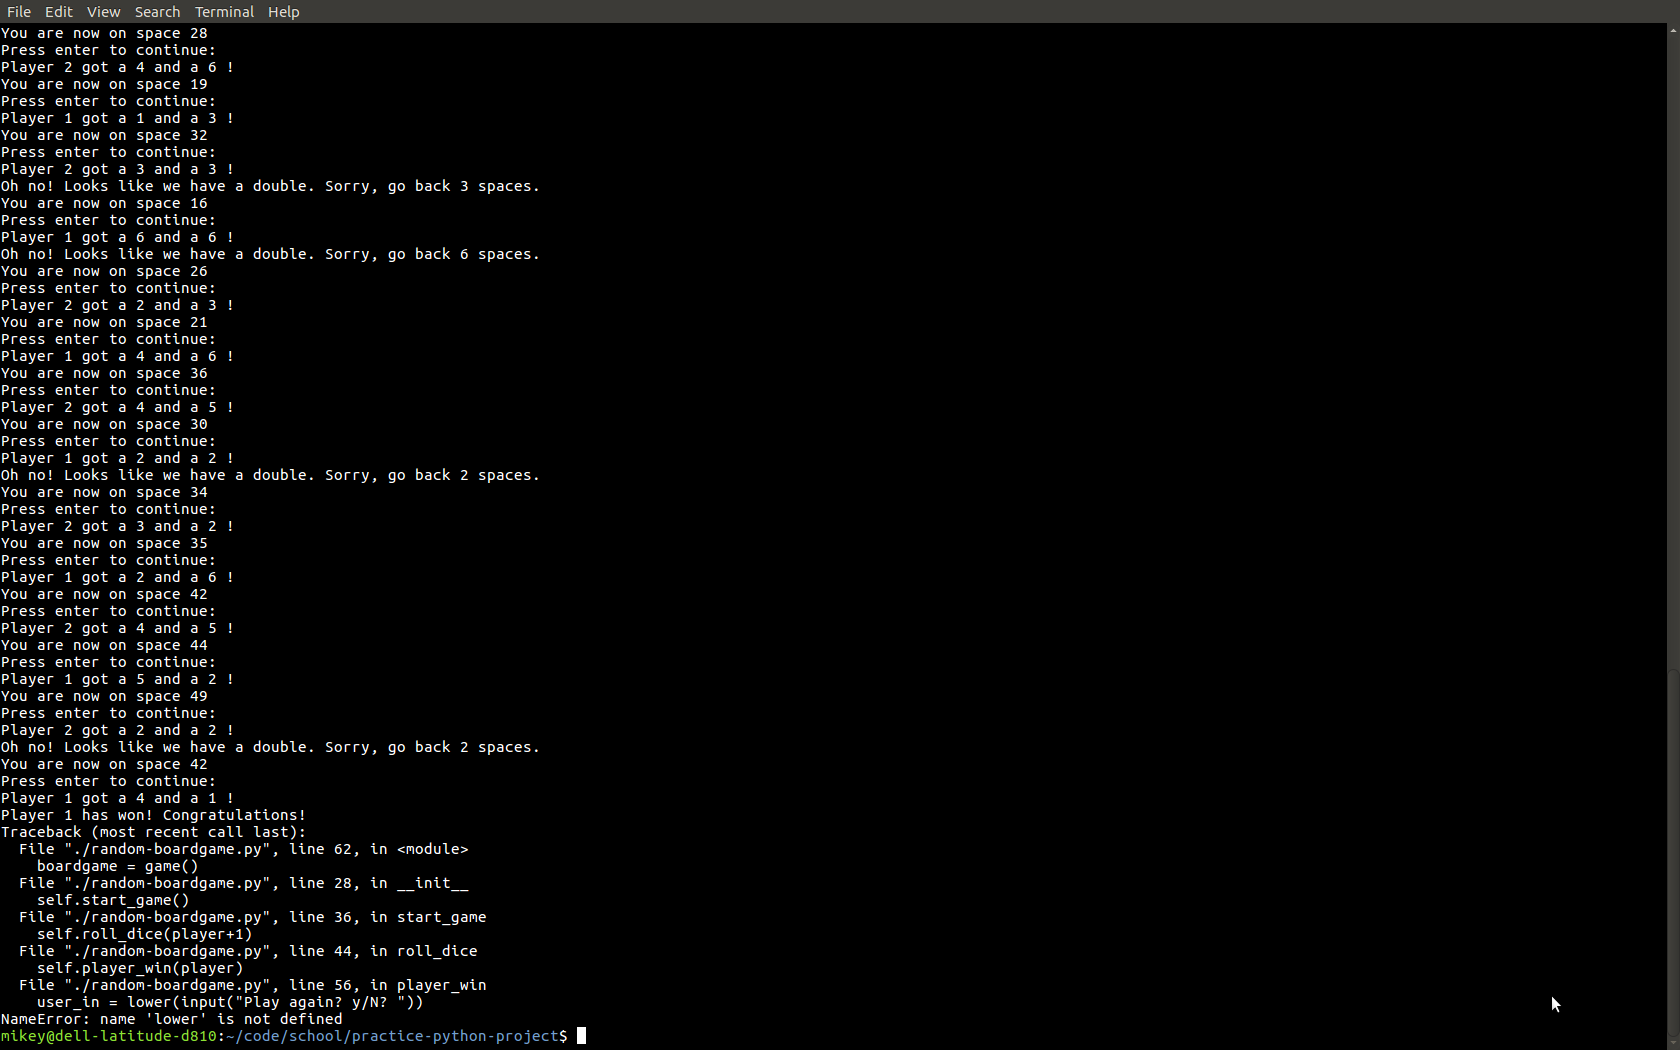 File Edit View Search Terminal Help
You are now on space 28
Press enter to continue:
Player 2 got a 4 and a 6 !
You are now on space 19
Press enter to continue:
Player 1 got a 1 and a 3 !
You are now on space 32
Press enter to continue:
Player 2 got a 3 and a 3 !
Oh no! Looks like we have a double. Sorry, go back 3 spaces.
You are now on space 16
Press enter to continue:
Player 1 got a 6 and a 6 !
Oh no! Looks like we have a double. Sorry, go back 6 spaces.
You are now on space 26
Press enter to continue:
Player 2 got a 2 and a 3 !
You are now on space 21
Press enter to continue:
Player 1 got a 4 and a 6 !
You are now on space 36
Press enter to continue:
Player 2 got a 4 and a 5 !
You are now on space 30
Press enter to continue:
Player 1 got a 2 and a 2 !
Oh no! Looks like we have a double. Sorry, go back 2 spaces.
You are now on space 34
Press enter to continue:
Player 2 got a 3 and a 2 !
You are now on space 35
Press enter to continue:
Player 1 got a 2 and a 6 !
You are now on space 42
Press enter to continue:
Player 2 got a 4 and a 5 !
You are now on space 44
Press enter to continue:
Player 1 got a 5 and a 2 !
You are now on space 49
Press enter to continue:
Player 2 got a 2 and a 2 !
Oh no! Looks like we have a double. Sorry, go back 2 spaces.
You are now on space 42
Press enter to continue:
Player 1 got a 4 and a 1 !
Player 1 has won! Congratulations!
Traceback (most recent call last):
  File "./random-boardgame.py", line 62, in <module>
    boardgame = game()
  File "./random-boardgame.py", line 28, in __init__
    self.start_game()
  File "./random-boardgame.py", line 36, in start_game
    self.roll_dice(player+1)
  File "./random-boardgame.py", line 44, in roll_dice
    self.player_win(player)
  File "./random-boardgame.py", line 56, in player_win
    user_in = lower(input("Play again? y/N? "))
NameError: name 'lower' is not defined
mikey@dell-latitude-d810:~/code/school/practice-python-project$